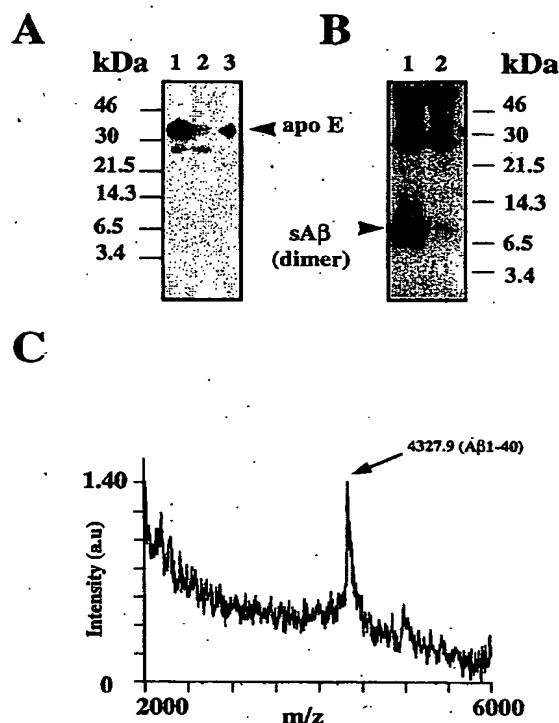 A
kDa 1 2 3
46
30
21.5
14.3
6.5
3.4
apo E
B
1 2 kDa
46
30
21.5
14.3
6.5
3.4
sAβ
(dimer)
C
4327.9 (Aβ1-40)
1.40
Intensity (a.u)
0
2000
6000
m/z